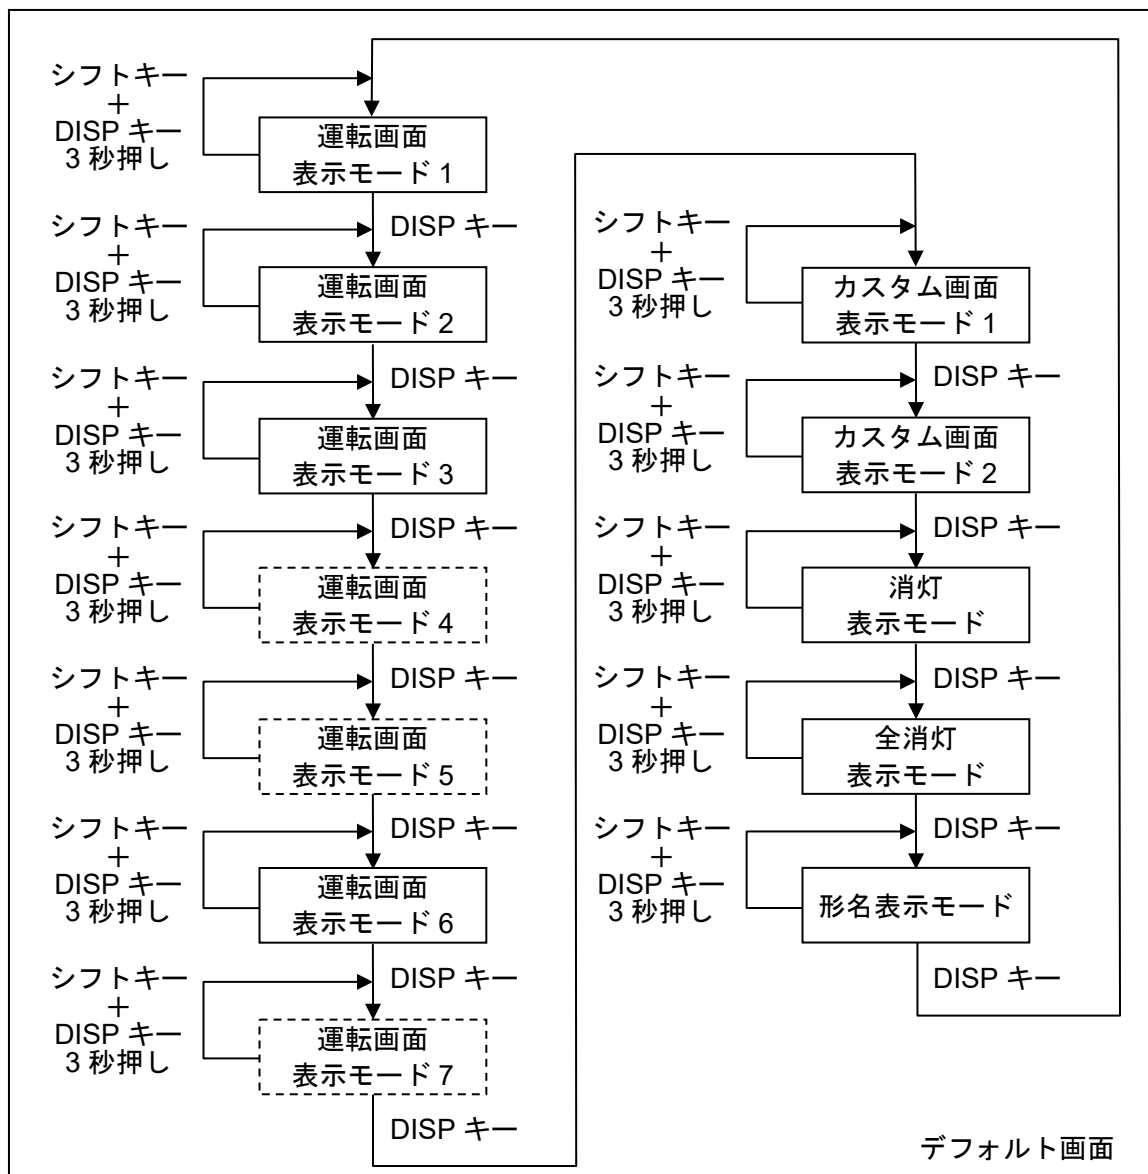 シフトキー
＋
DISP キー
3 秒押し
運転画面
表示モード 1
シフトキー
＋
DISP キー
3 秒押し
DISP キー
運転画面
表示モード 2
シフトキー
＋
DISP キー
3 秒押し
DISP キー
運転画面
表示モード 3
シフトキー
＋
DISP キー
3 秒押し
DISP キー
運転画面
表示モード 4
シフトキー
＋
DISP キー
3 秒押し
DISP キー
運転画面
表示モード 5
シフトキー
＋
DISP キー
3 秒押し
DISP キー
運転画面
表示モード 6
シフトキー
＋
DISP キー
3 秒押し
DISP キー
運転画面
表示モード 7
DISP キー
シフトキー
＋
DISP キー
3 秒押し
カスタム画面
表示モード 1
シフトキー
＋
DISP キー
3 秒押し
DISP キー
カスタム画面
表示モード 2
シフトキー
＋
DISP キー
3 秒押し
DISP キー
消灯
表示モード
シフトキー
＋
DISP キー
3 秒押し
DISP キー
全消灯
表示モード
シフトキー
＋
DISP キー
3 秒押し
DISP キー
形名表示モード
DISP キー
デフォルト画面